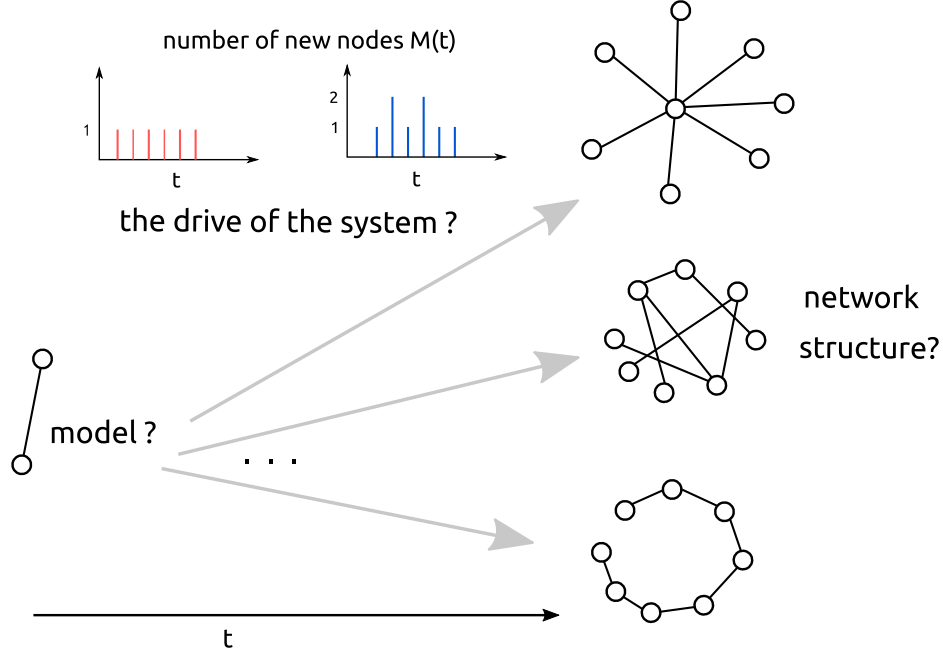 number of new nodes M(t)
1
t
2
1
t
the drive of the system ?
network
structure?
model ?
. . .
t